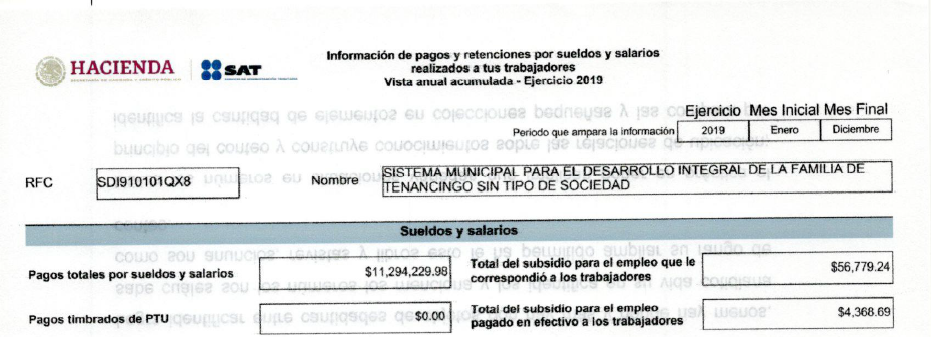 HACIENDA
SAT
Información de pagos y retenciones por sueldos y salarios
realizados a tus trabajadores
Vista anual acumulada - Ejercicio 2019
Ejercicio Mes Inicial Mes Final
Periodo que ampara la información 2019 Enero Diciembre
RFC SDI910101QX8 Nombre SISTEMA MUNICIPAL PARA EL DESARROLLO INTEGRAL DE LA FAMILIA DE
TENANCINGO SIN TIPO DE SOCIEDAD
Sueldos y salarios
Pagos totales por sueldos y salarios $11,294,229.98 Total del subsidio para el empleo que le
correspondió a los trabajadores $56,779.24
Pagos timbrados de PTU $0.00 Total del subsidio para el empleo
pagado en efectivo a los trabajadores $4,368.69